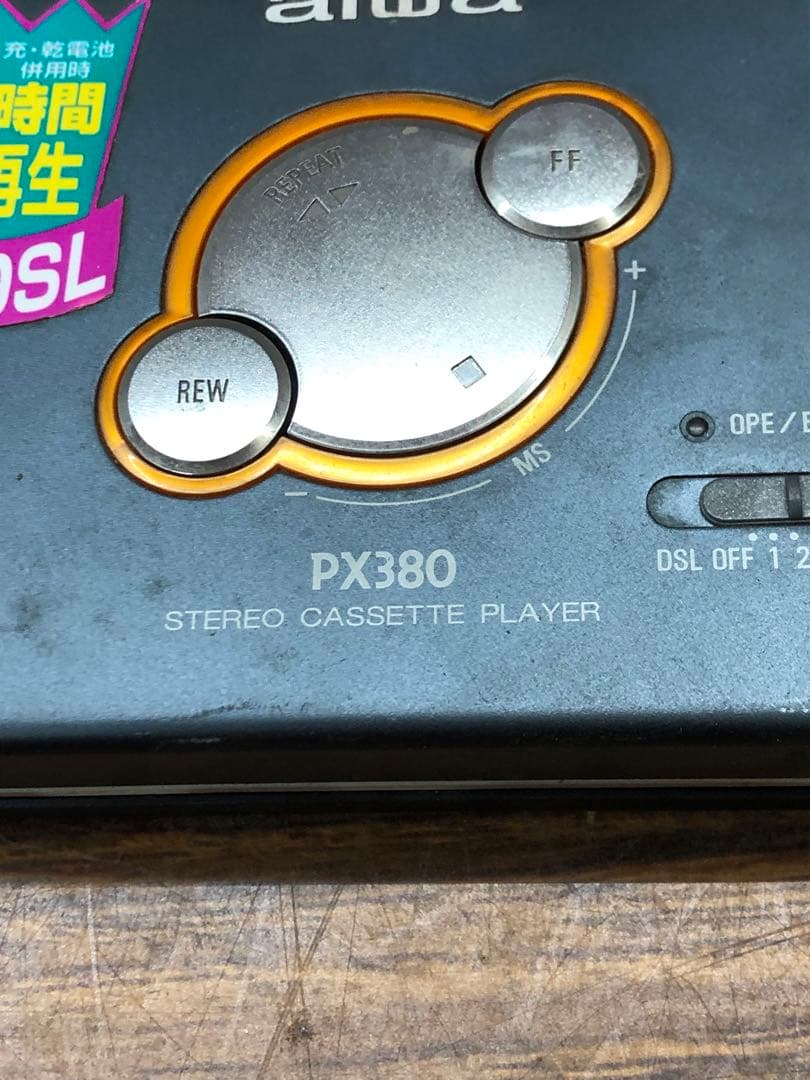 aiwa
充・乾電池
併用時
時間
再生
DSL
REPEAT
FF
REW
+
MS
−
OPE/B
DSL OFF 1 2
PX380
STEREO CASSETTE PLAYER